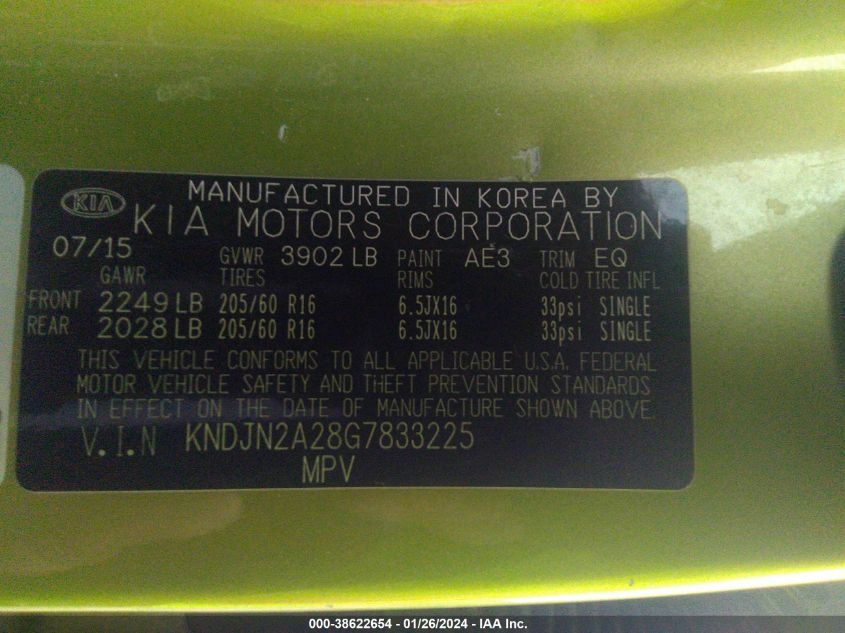 MANUFACTURED IN KOREA BY
KIA KIA MOTORS CORPORATION
07/15 GVWR 3902 LB PAINT AE3 TRIM EQ
GAWR TIRES RIMS COLD TIRE INFL
FRONT 2249 LB 205/60 R16 6.5JX16 33psi SINGLE
REAR 2028 LB 205/60 R16 6.5JX16 33psi SINGLE
THIS VEHICLE CONFORMS TO ALL APPLICABLE U.S.A. FEDERAL
MOTOR VEHICLE SAFETY AND THEFT PREVENTION STANDARDS
IN EFFECT ON THE DATE OF MANUFACTURE SHOWN ABOVE.
V.I.N KNDJN2A28G7833225
MPV
000-38622654 - 01/26/2024 - IAA Inc.